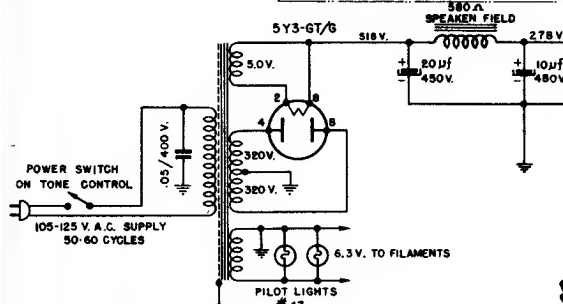 580 Ω
SPEAKEN FIELD
5Y3-GT/G
318 V.
278 V.
5.0 V.
20 µf
450 V.
10 µf
450 V.
2
8
4
6
.05/400 V.
320 V.
320 V.
POWER SWITCH
ON TONE CONTROL
105-125 V. A.C. SUPPLY
50-60 CYCLES
6.3 V. TO FILAMENTS
PILOT LIGHTS